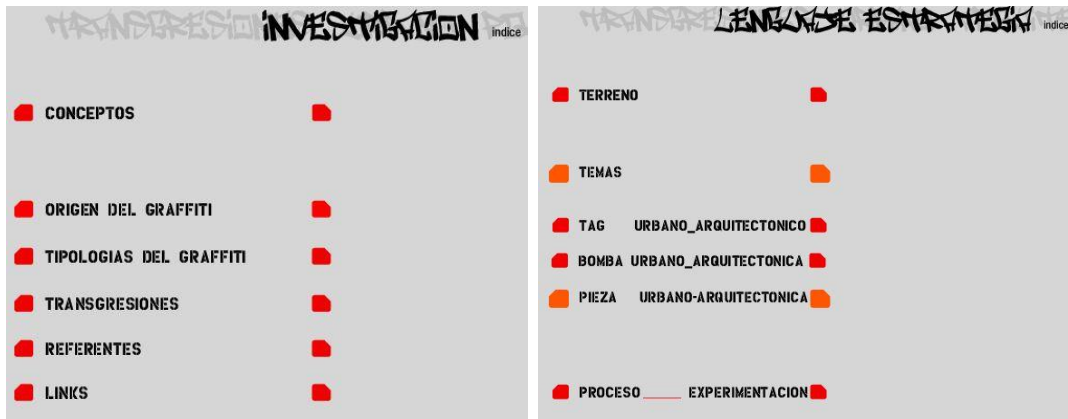 INVESTIGACION indice
CONCEPTOS
ORIGEN DEL GRAFFITI
TIPOLOGIAS DEL GRAFFITI
TRANSGRESIONES
REFERENTES
LINKS
LENGUAJE ESTRATEGIA indice
TERRENO
TEMAS
TAG URBANO_ARQUITECTONICO
BOMBA URBANO_ARQUITECTONICA
PIEZA URBANO-ARQUITECTONICA
PROCESO_____ EXPERIMENTACION